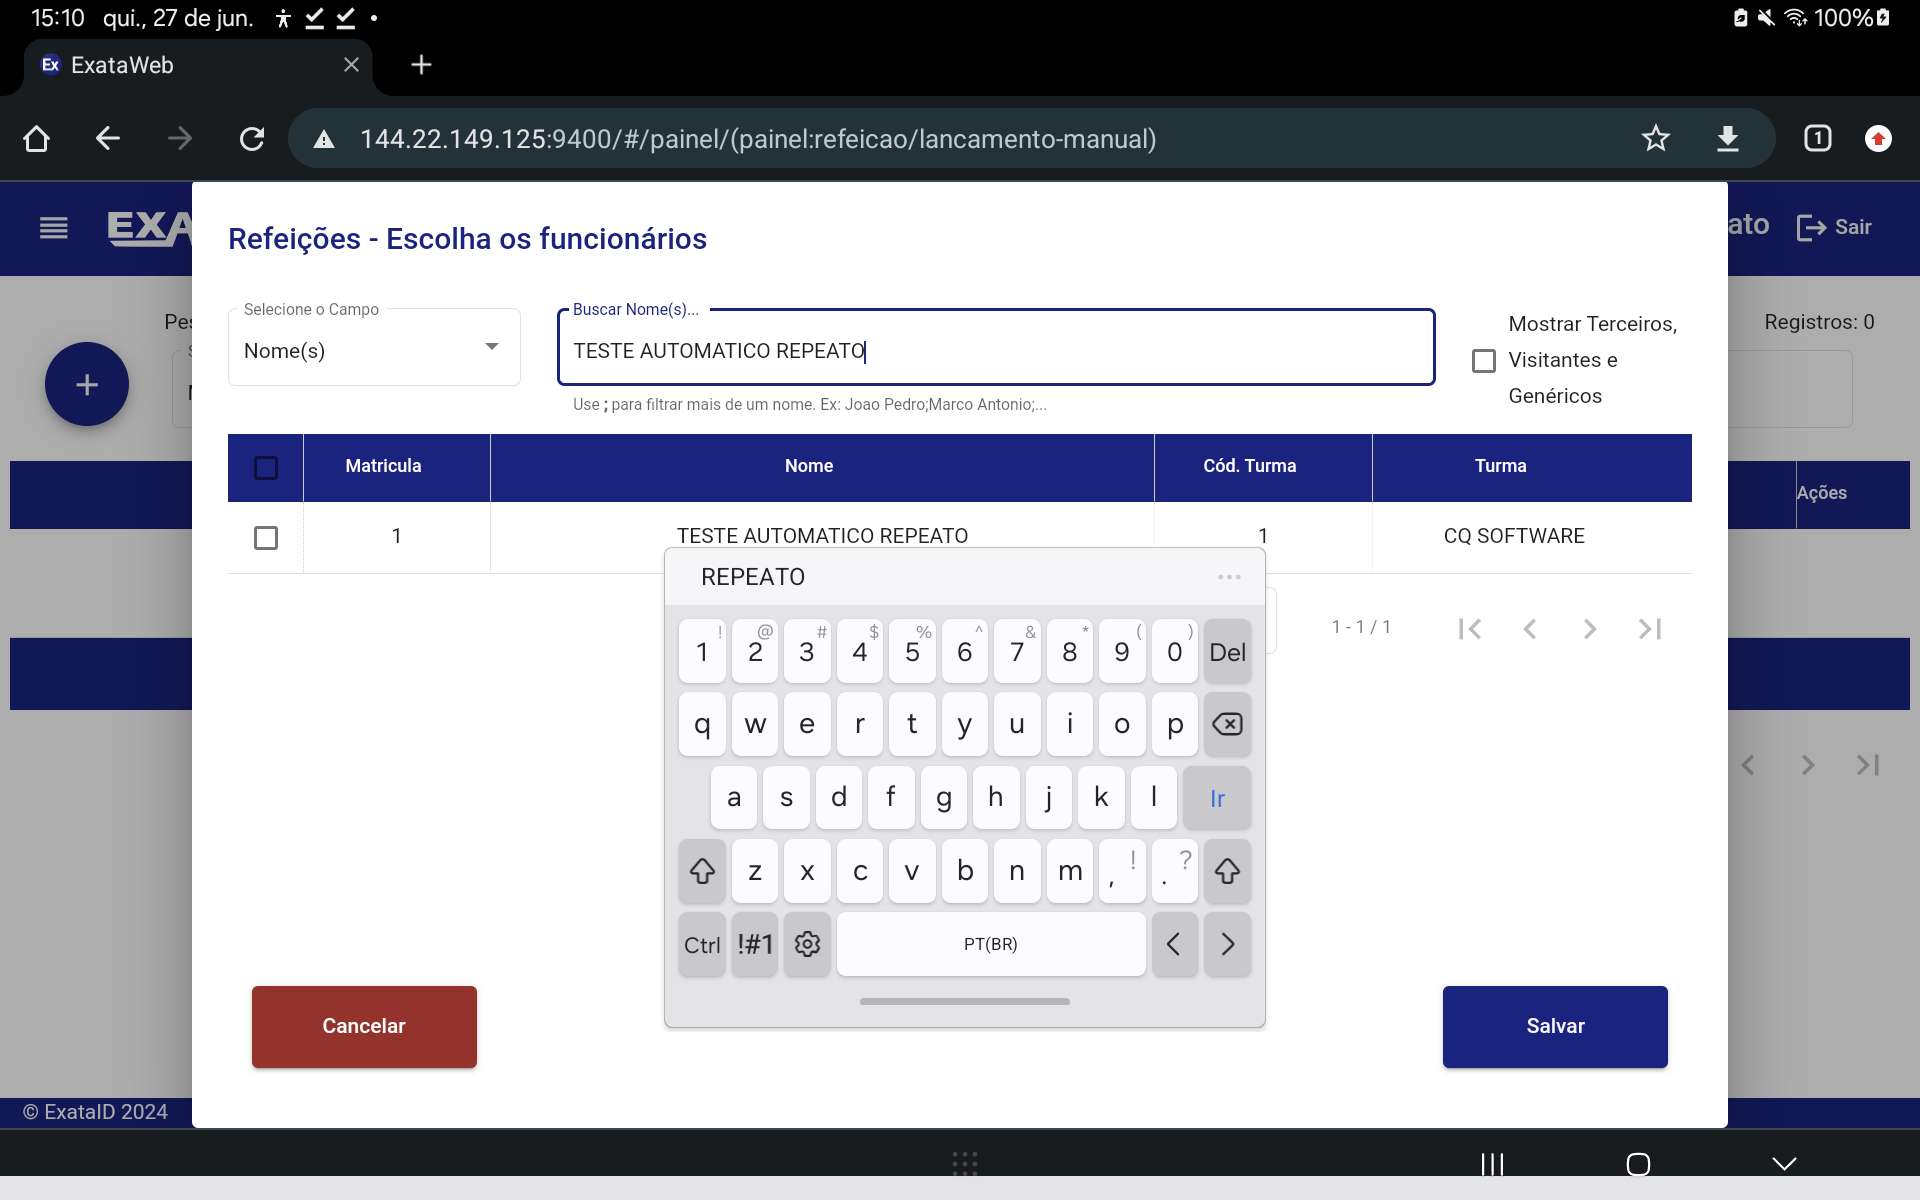 15:10 qui., 27 de jun. 100%
Ex ExataWeb
144.22.149.125:9400/#/painel/(painel:refeicao/lancamento-manual)
1
EXA
ato Sair
Refeições - Escolha os funcionários
Selecione o Campo
Nome(s)
Buscar Nome(s)...
TESTE AUTOMATICO REPEATO
Use ; para filtrar mais de um nome. Ex: Joao Pedro;Marco Antonio;...
Mostrar Terceiros,
Visitantes e
Genéricos
Pes
Registros: 0
Matricula Nome Cód. Turma Turma
Ações
1 TESTE AUTOMATICO REPEATO 1 CQ SOFTWARE
REPEATO
1 - 1 / 1
! @ # $ % ^ & * ( )
1 2 3 4 5 6 7 8 9 0 Del
q w e r t y u i o p
a s d f g h j k l Ir
z x c v b n m , ! . ?
Ctrl !#1 PT(BR)
Cancelar
Salvar
© ExataID 2024